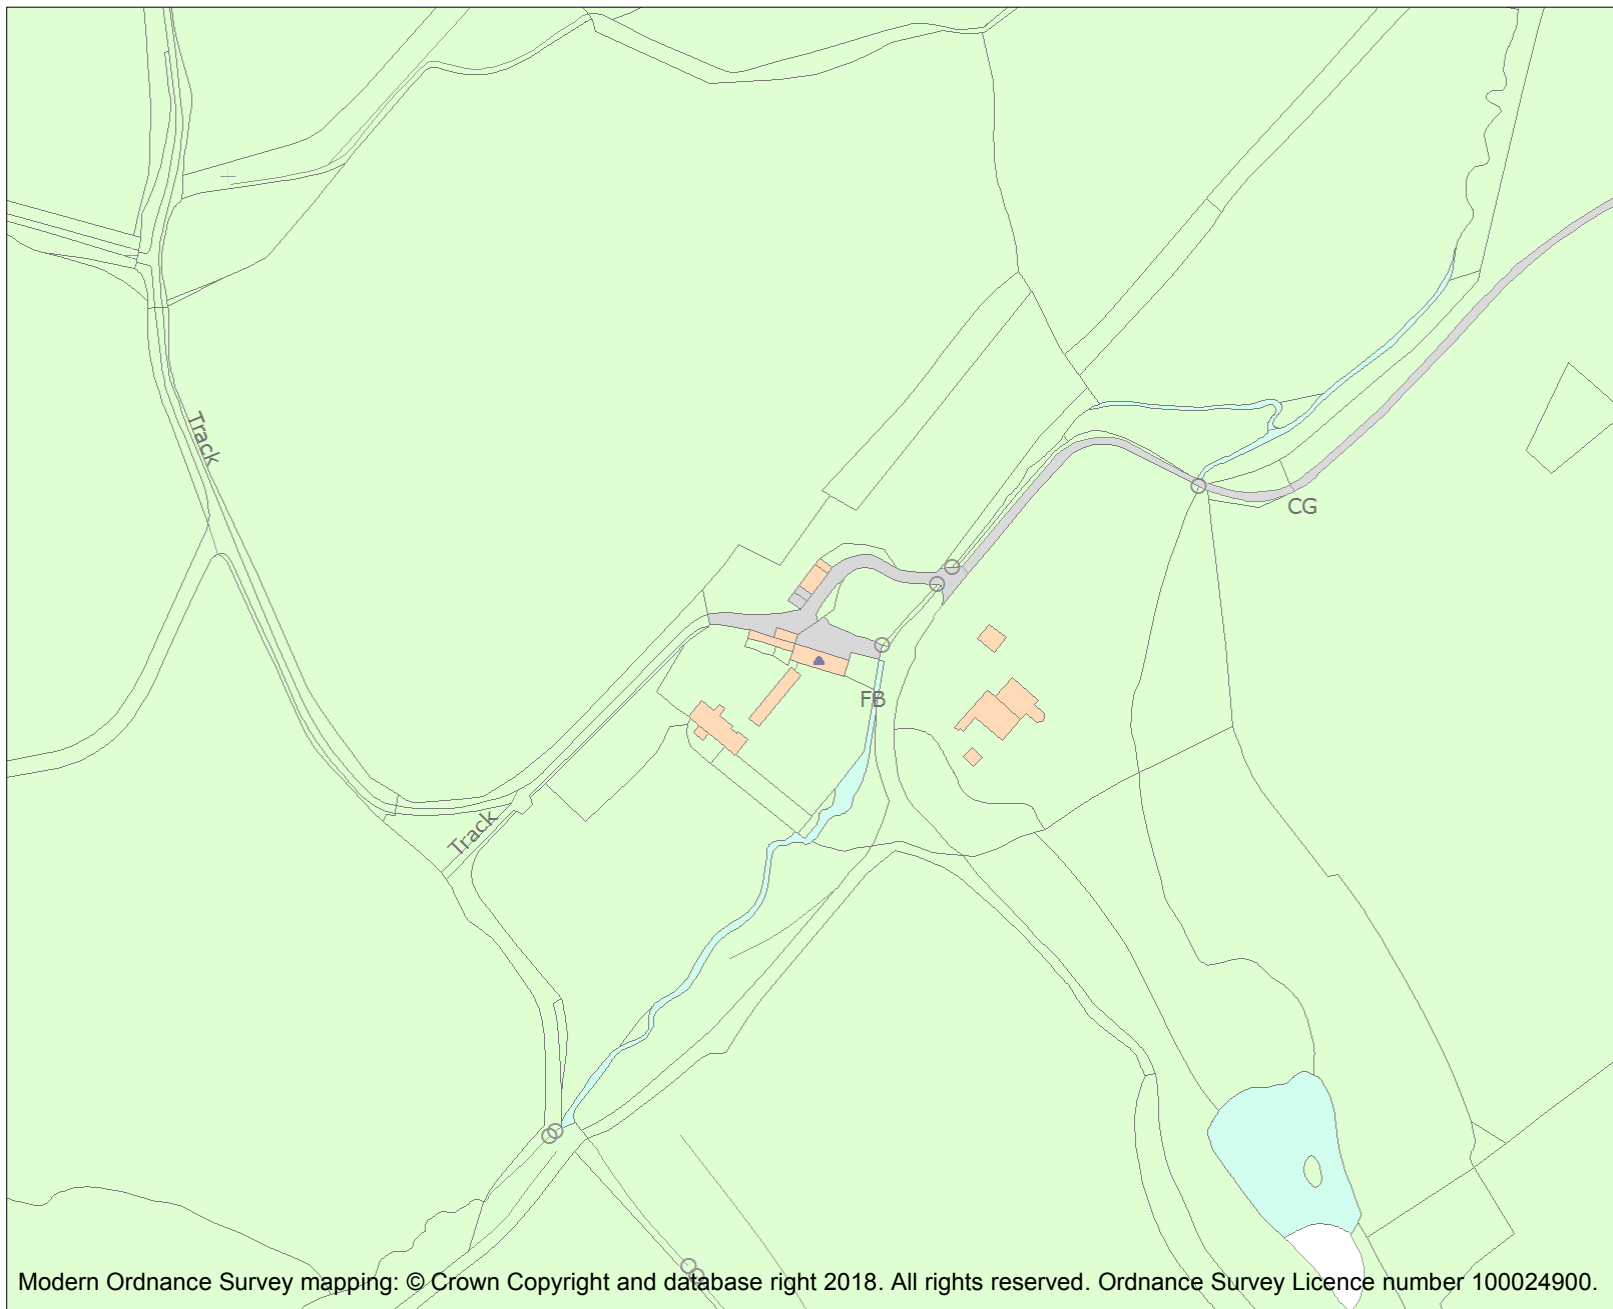 Track
CG
FB
Track
Modern Ordnance Survey mapping: © Crown Copyright and database right 2018. All rights reserved. Ordnance Survey Licence number 100024900.